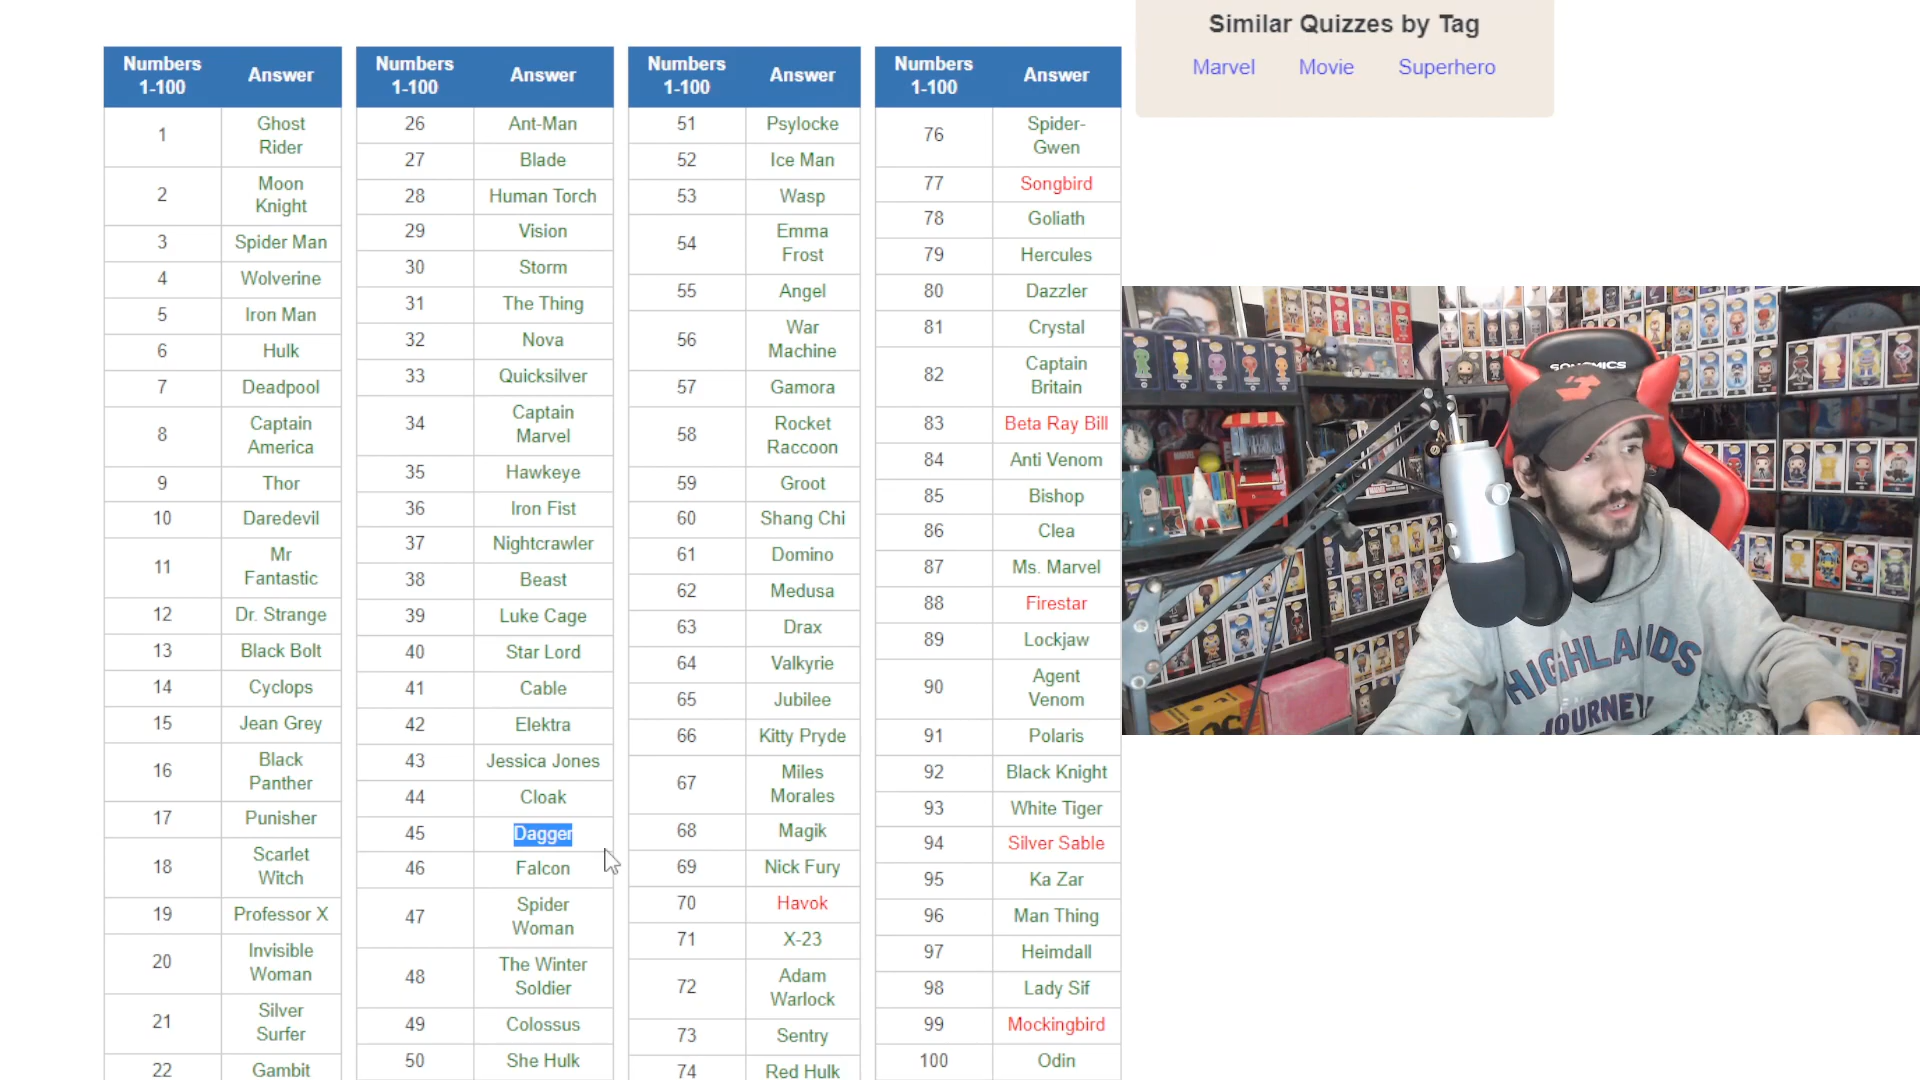 Similar Quizzes by Tag
Marvel Movie Superhero
Numbers
1-100
Answer
1
Ghost
Rider
2
Moon
Knight
3 Spider Man
4 Wolverine
5 Iron Man
6 Hulk
7 Deadpool
8
Captain
America
9 Thor
10 Daredevil
11
Mr
Fantastic
12 Dr. Strange
13 Black Bolt
14 Cyclops
15 Jean Grey
16
Black
Panther
17 Punisher
18
Scarlet
Witch
19 Professor X
20
Invisible
Woman
21
Silver
Surfer
22 Gambit
Numbers
1-100
Answer
26 Ant-Man
27 Blade
28 Human Torch
29 Vision
30 Storm
31 The Thing
32 Nova
33 Quicksilver
34
Captain
Marvel
35 Hawkeye
36 Iron Fist
37 Nightcrawler
38 Beast
39 Luke Cage
40 Star Lord
41 Cable
42 Elektra
43 Jessica Jones
44 Cloak
45 Dagger
46 Falcon
47
Spider
Woman
48
The Winter
Soldier
49 Colossus
50 She Hulk
Numbers
1-100
Answer
51 Psylocke
52 Ice Man
53 Wasp
54
Emma
Frost
55 Angel
56
War
Machine
57 Gamora
58
Rocket
Raccoon
59 Groot
60 Shang Chi
61 Domino
62 Medusa
63 Drax
64 Valkyrie
65 Jubilee
66 Kitty Pryde
67
Miles
Morales
68 Magik
69 Nick Fury
70 Havok
71 X-23
72
Adam
Warlock
73 Sentry
74 Red Hulk
Numbers
1-100
Answer
76
Spider-
Gwen
77 Songbird
78 Goliath
79 Hercules
80 Dazzler
81 Crystal
82
Captain
Britain
83 Beta Ray Bill
84 Anti Venom
85 Bishop
86 Clea
87 Ms. Marvel
88 Firestar
89 Lockjaw
90
Agent
Venom
91 Polaris
92 Black Knight
93 White Tiger
94 Silver Sable
95 Ka Zar
96 Man Thing
97 Heimdall
98 Lady Sif
99 Mockingbird
100 Odin
HIGHLANDS
JOURNEY